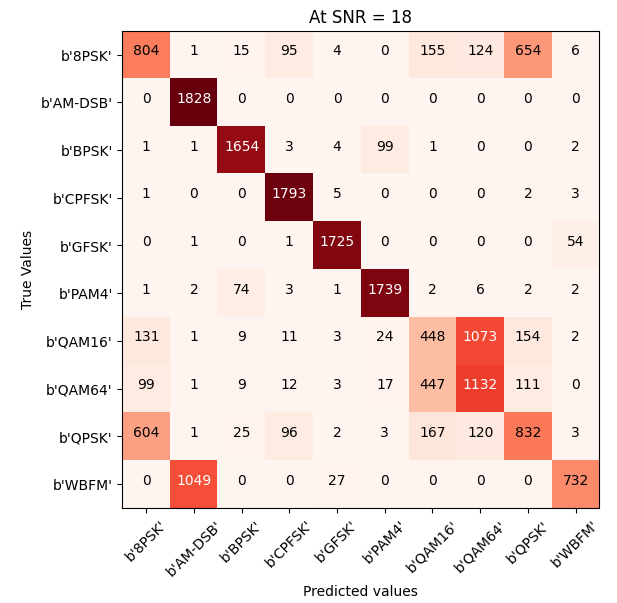 At SNR = 18
b'8PSK' 804 1 15 95 4 0 155 124 654 6
b'AM-DSB' 0 1828 0 0 0 0 0 0 0 0
b'BPSK' 1 1 1654 3 4 99 1 0 0 2
b'CPFSK' 1 0 0 1793 5 0 0 0 2 3
b'GFSK' 0 1 0 1 1725 0 0 0 0 54
b'PAM4' 1 2 74 3 1 1739 2 6 2 2
b'QAM16' 131 1 9 11 3 24 448 1073 154 2
b'QAM64' 99 1 9 12 3 17 447 1132 111 0
b'QPSK' 604 1 25 96 2 3 167 120 832 3
b'WBFM' 0 1049 0 0 27 0 0 0 0 732
True Values
b'8PSK' b'AM-DSB' b'BPSK' b'CPFSK' b'GFSK' b'PAM4' b'QAM16' b'QAM64' b'QPSK' b'WBFM'
Predicted values